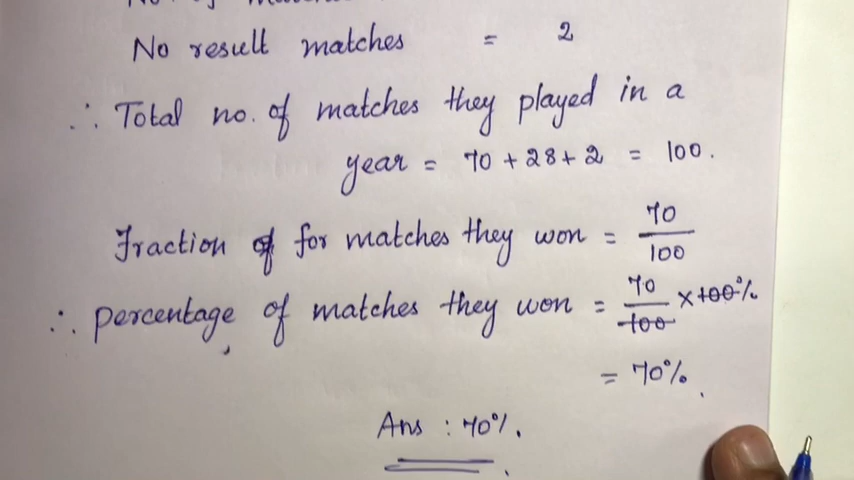 No result matches = 2
∴ Total no. of matches they played in a
year = 70 + 28 + 2 = 100.
Fraction for matches they won = 70/100
∴ percentage of matches they won = 70/100 × 100%
= 70%.
Ans : 70%.